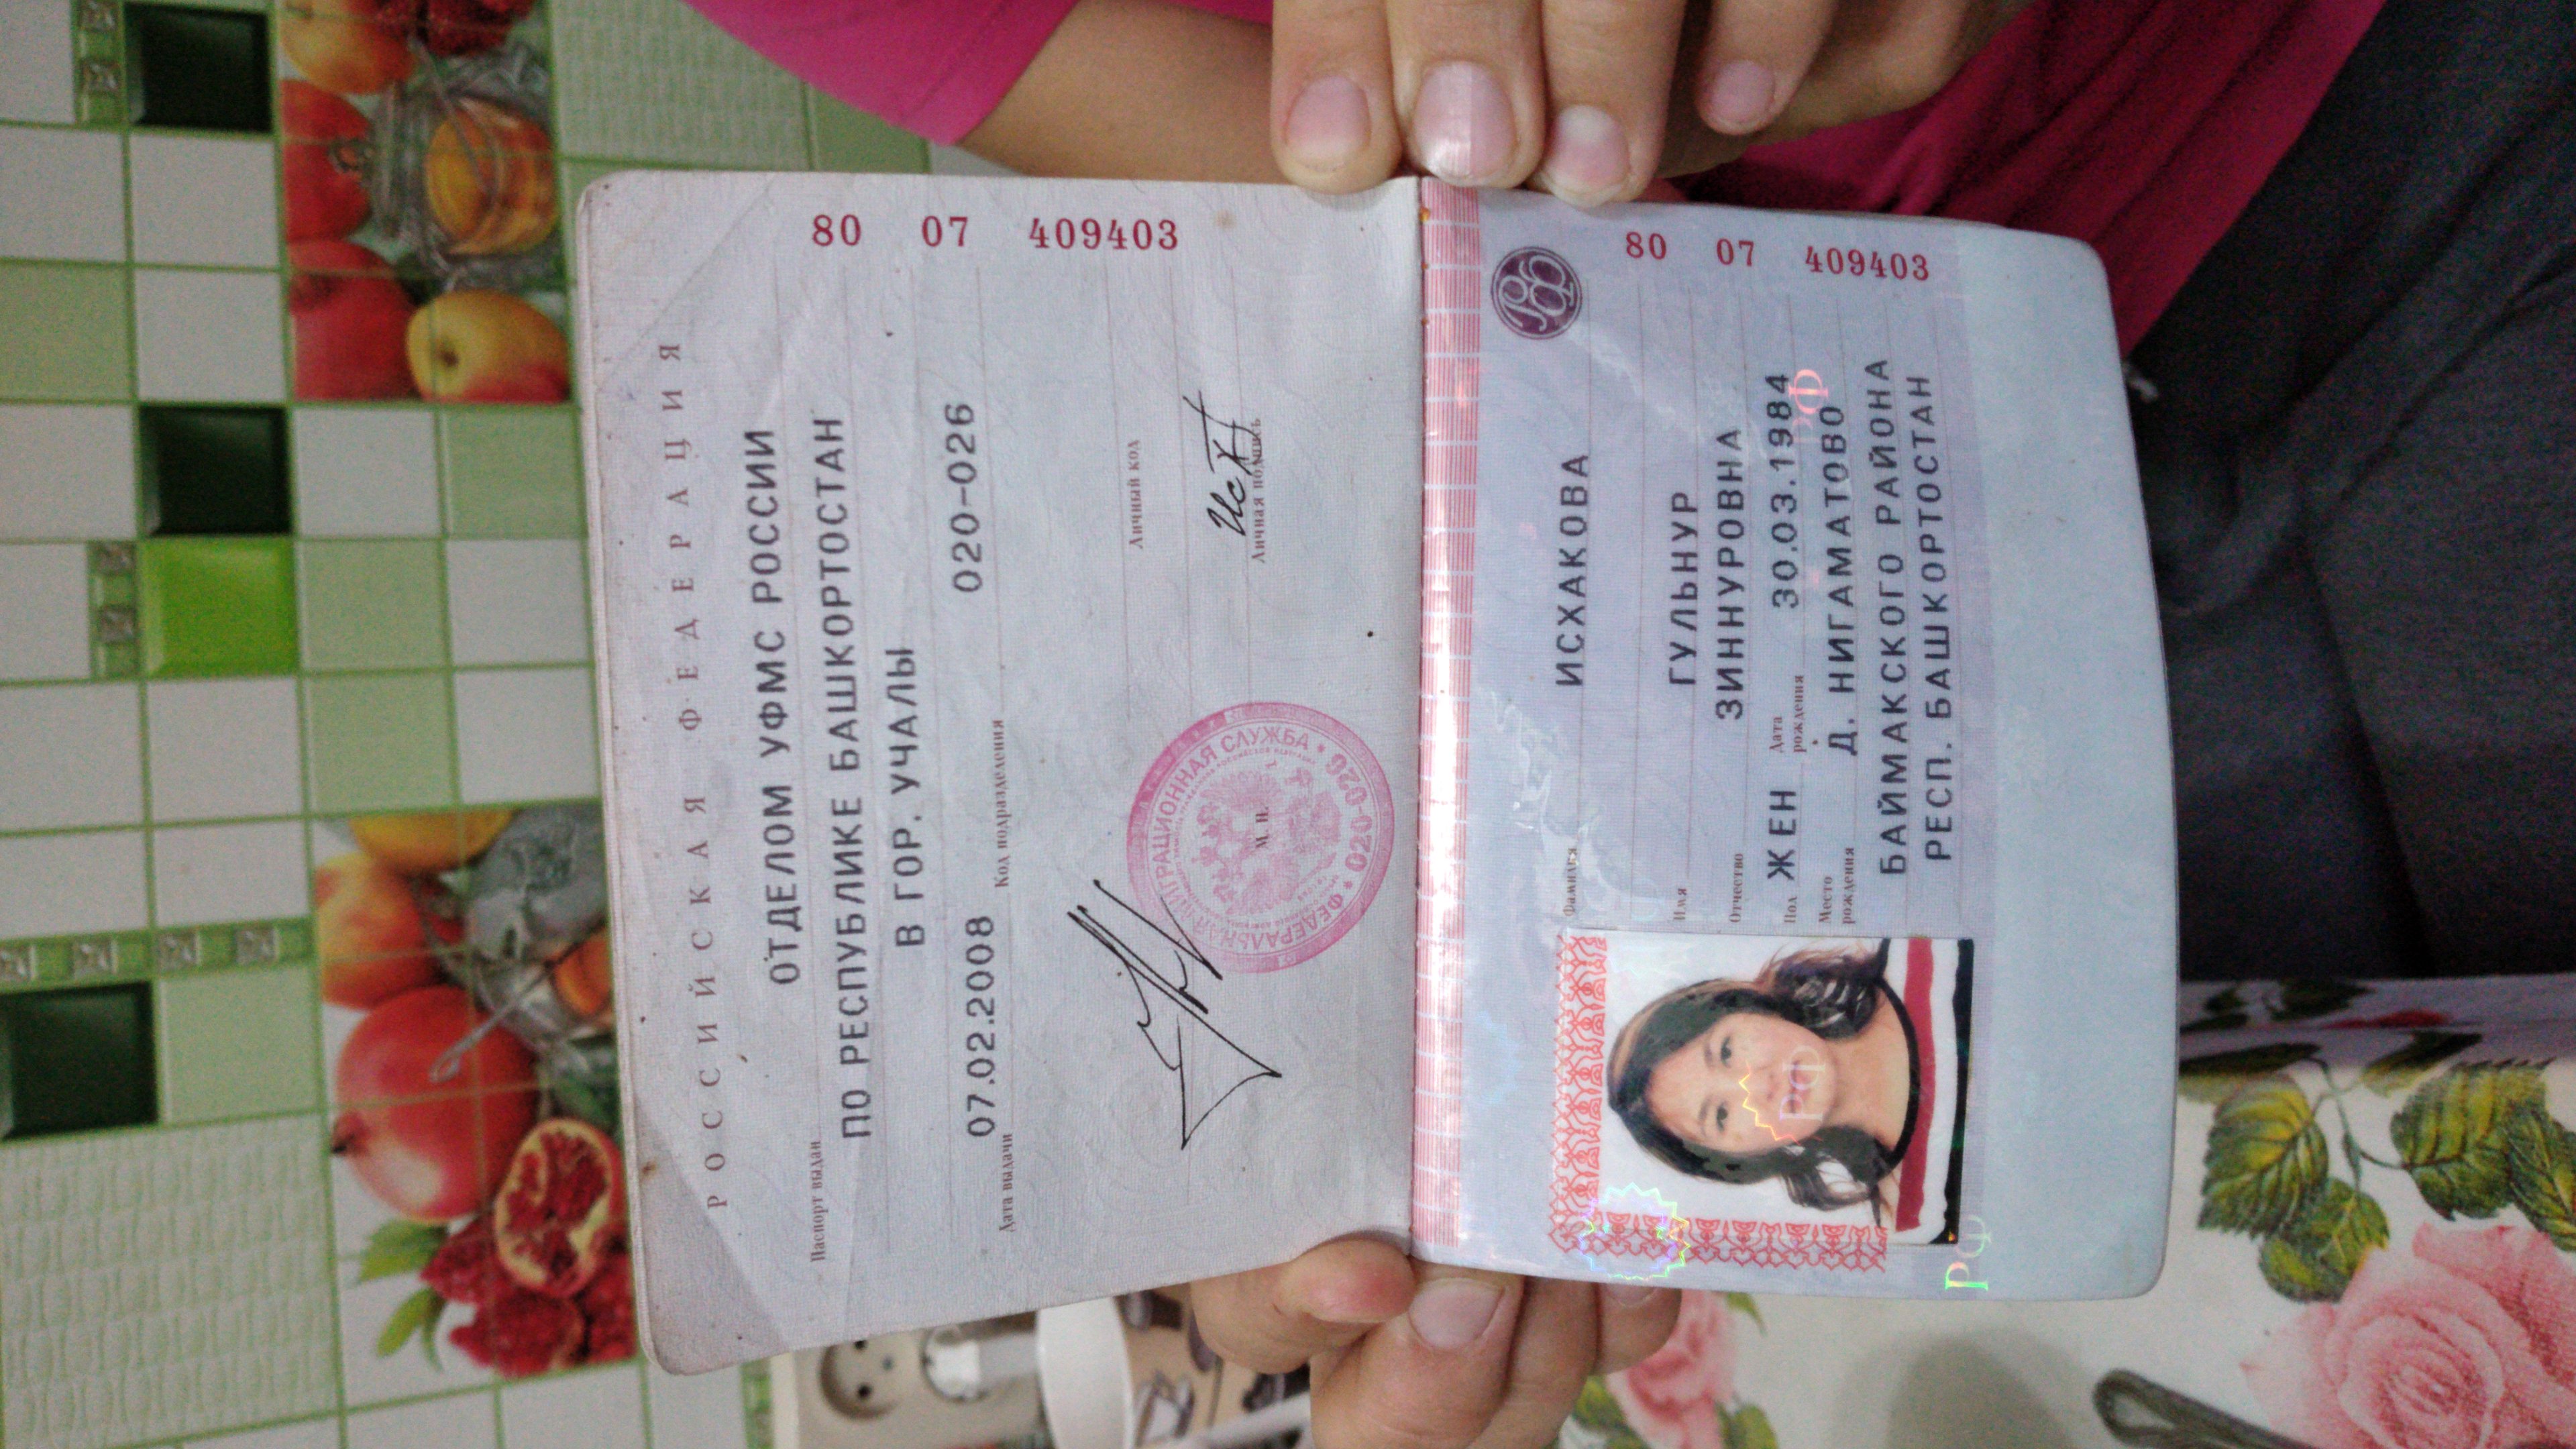 РОССИЙСКАЯ ФЕДЕРАЦИЯ
Паспорт выдан ОТДЕЛОМ УФМС РОССИИ
ПО РЕСПУБЛИКЕ БАШКОРТОСТАН
В ГОР. УЧАЛЫ
Дата выдачи 07.02.2008 Код подразделения 020-026
Личный код
Личная подпись
М. П.
ФЕДЕРАЛЬНАЯ МИГРАЦИОННАЯ СЛУЖБА
020-026
80 07 409403
Фамилия ИСХАКОВА
Имя ГУЛЬНУР
Отчество ЗИННУРОВНА
Пол ЖЕН Дата рождения 30.03.1984
Место рождения Д. НИГАМАТОВО
БАЙМАКСКОГО РАЙОНА
РЕСП. БАШКОРТОСТАН
80 07 409403
РФ
РФ
РФ
РФ